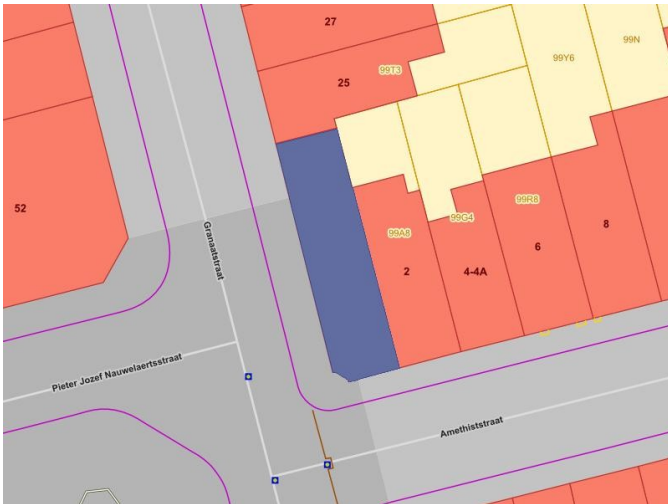 27
99T3
25
99Y6
99N
52
Granaatstraat
99A8
2
99G4
4-4A
99R8
6
8
Pieter Jozef Nauwelaertsstraat
Amethiststraat